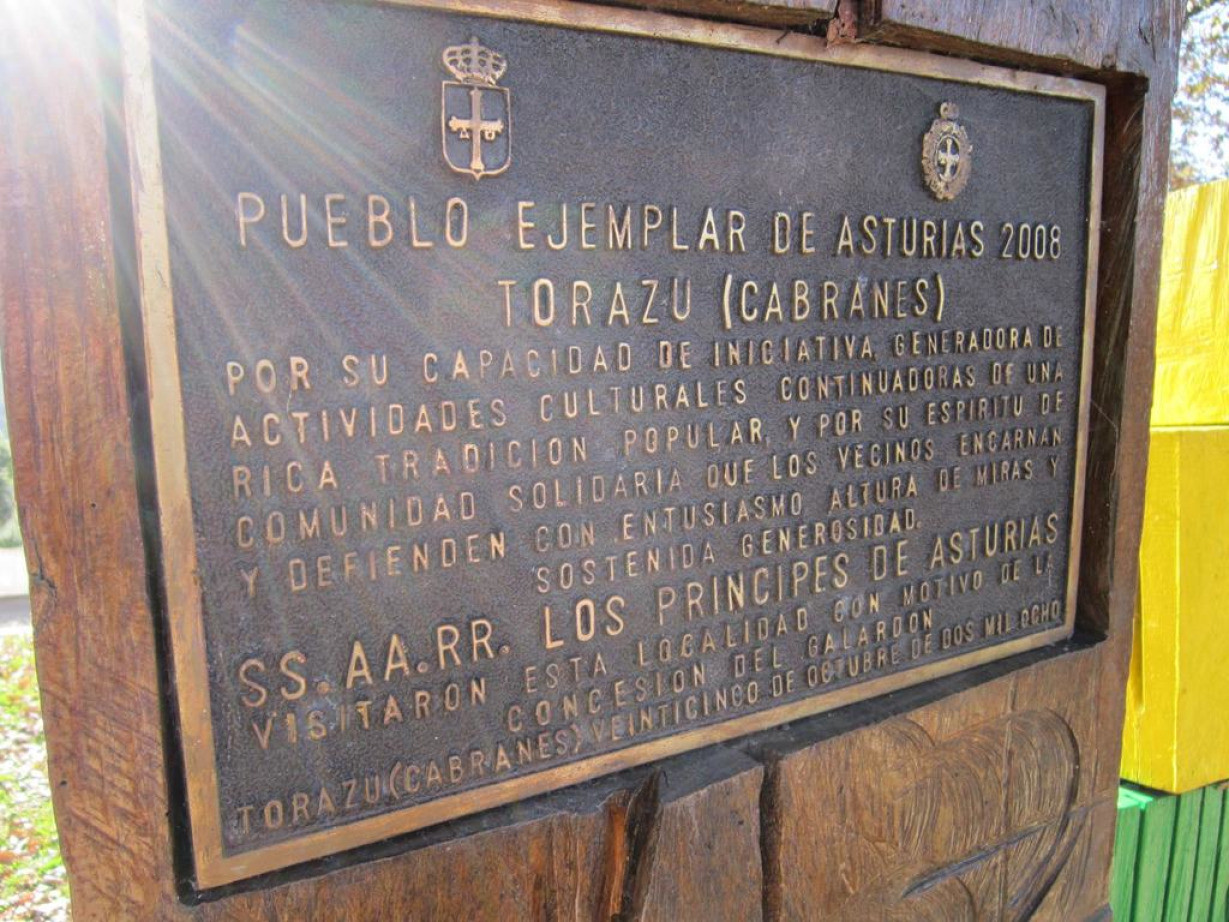 PUEBLO EJEMPLAR DE ASTURIAS 2008
TORAZU (CABRANES)
POR SU CAPACIDAD DE INICIATIVA, GENERADORA DE
ACTIVIDADES CULTURALES CONTINUADORAS DE UNA
RICA TRADICION POPULAR, Y POR SU ESPIRITU DE
COMUNIDAD SOLIDARIA QUE LOS VECINOS ENCARNAN
Y DEFIENDEN CON ENTUSIASMO ALTURA DE MIRAS Y
SOSTENIDA GENEROSIDAD.
SS. AA. RR. LOS PRINCIPES DE ASTURIAS
VISITARON ESTA LOCALIDAD CON MOTIVO DE LA
CONCESION DEL GALARDON
TORAZU (CABRANES) VEINTICINCO DE OCTUBRE DE DOS MIL OCHO